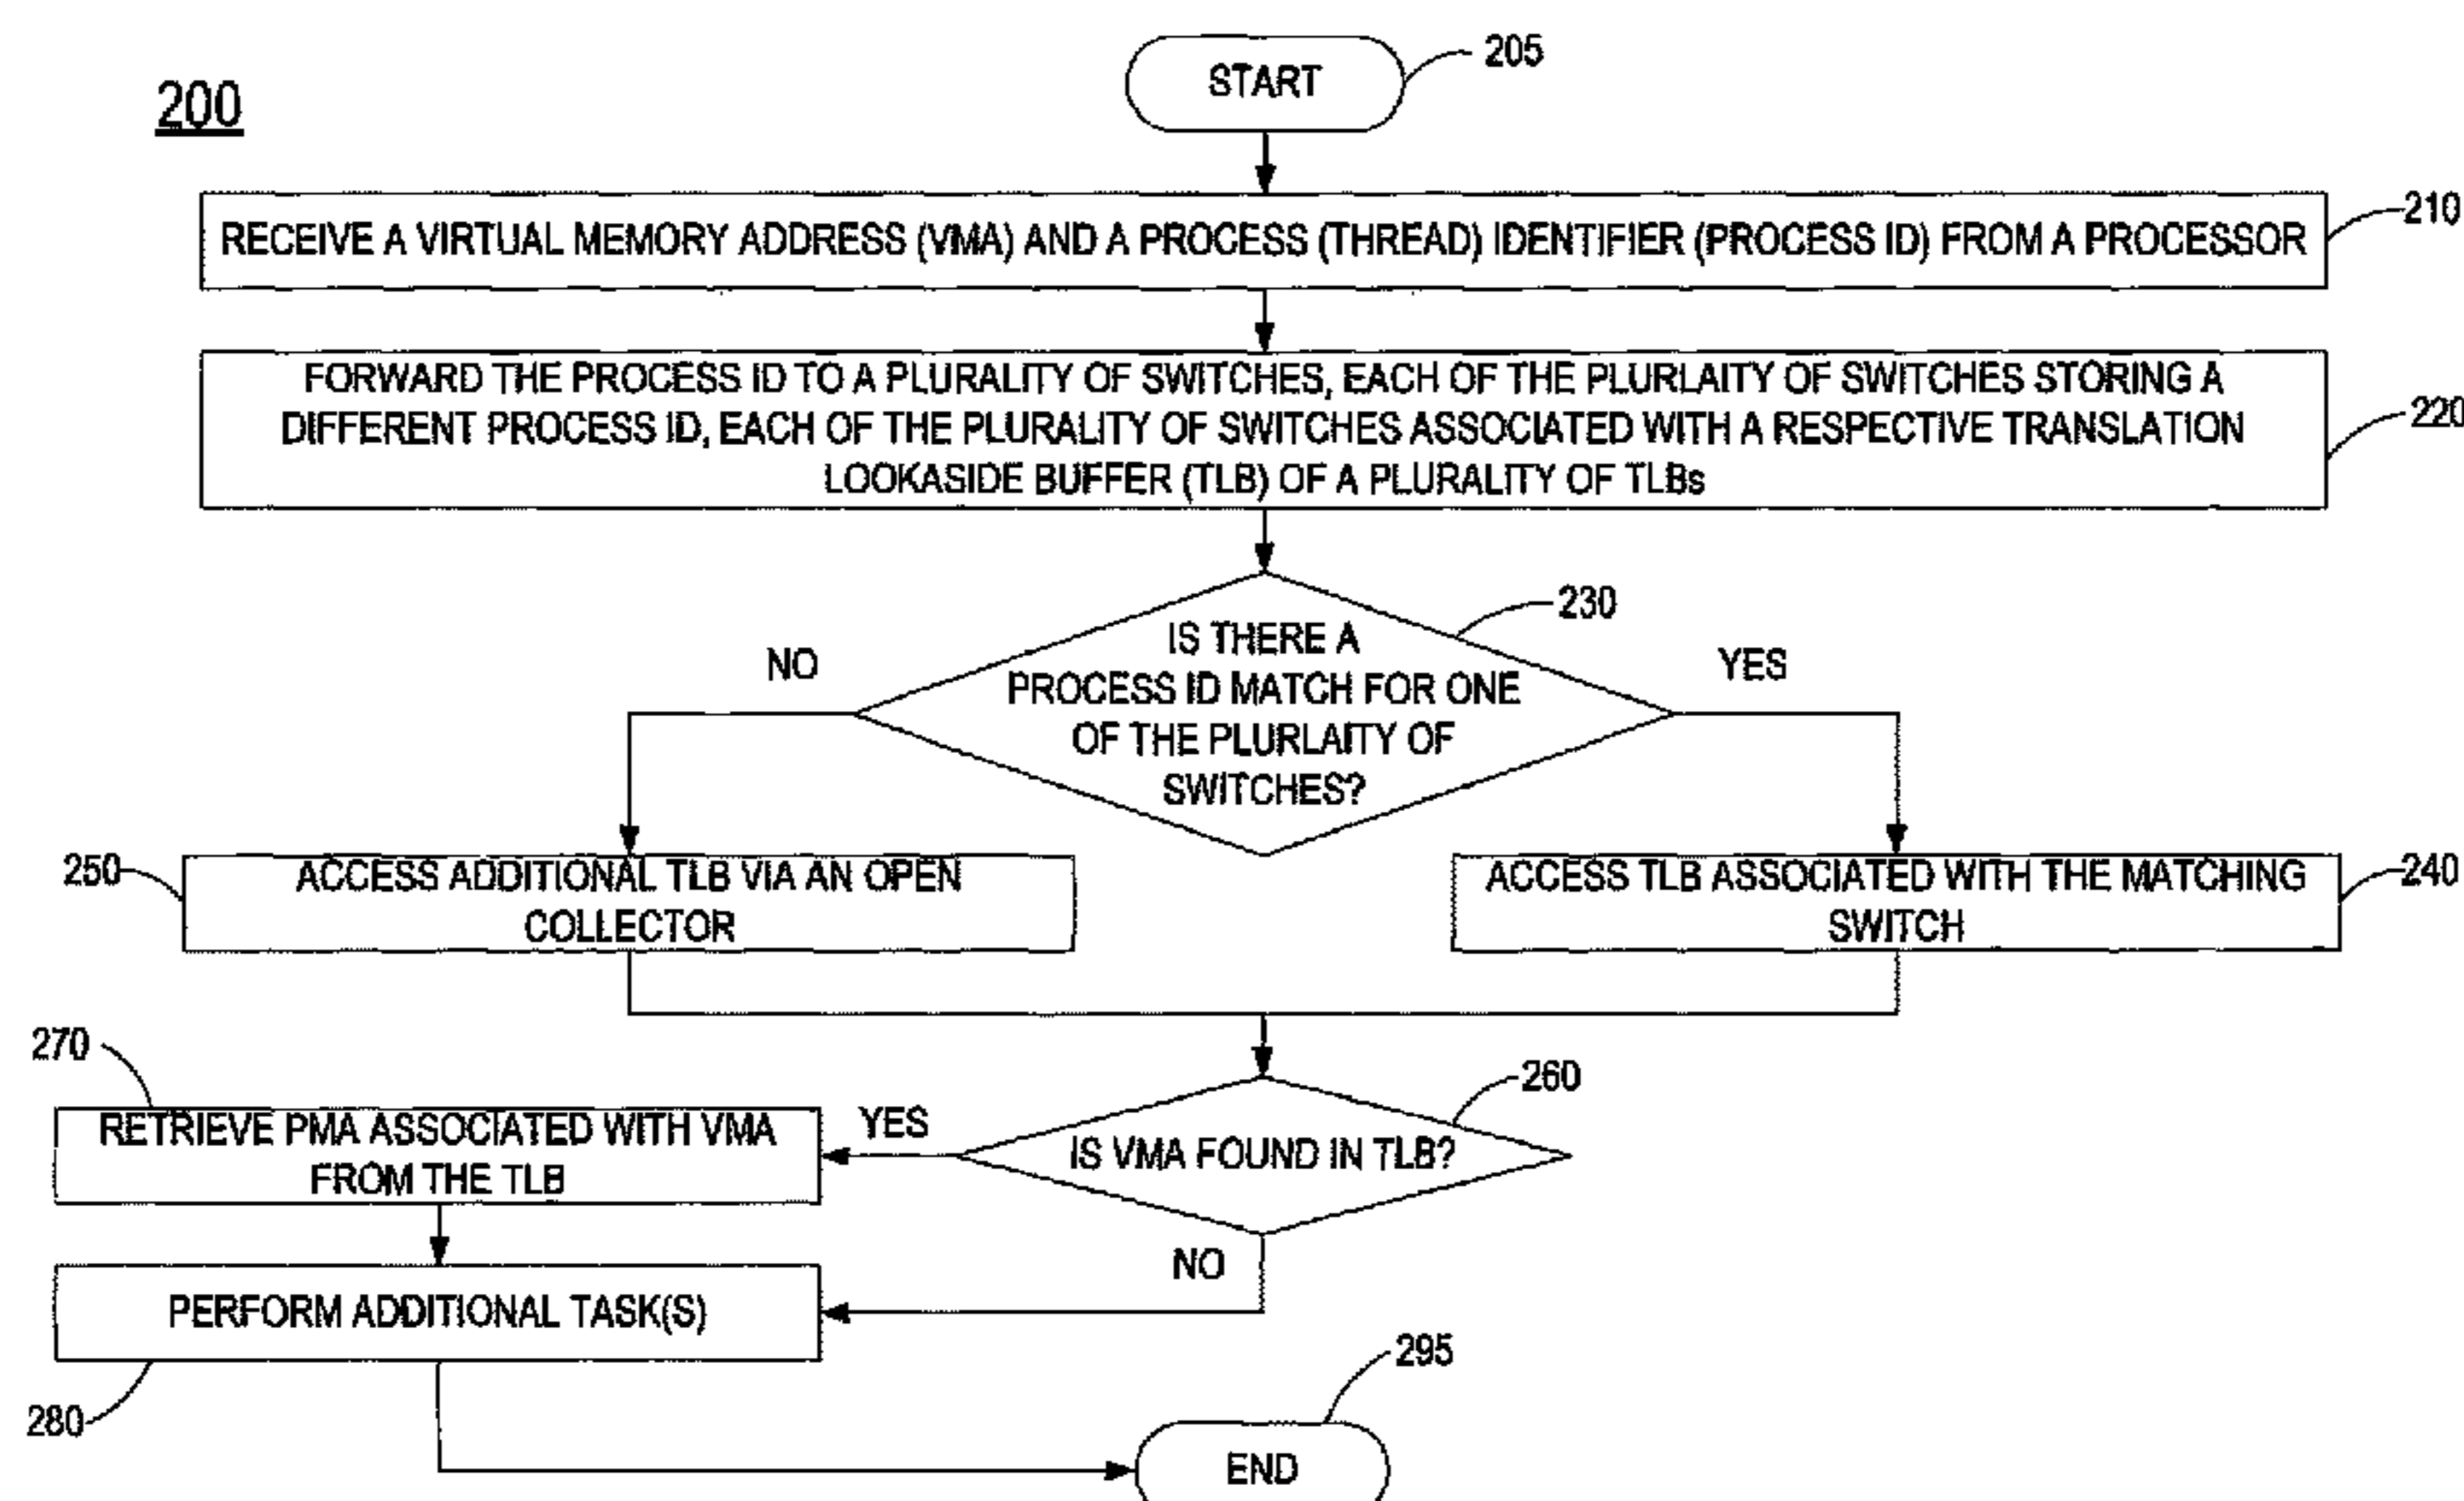 200
START
205
RECEIVE A VIRTUAL MEMORY ADDRESS (VMA) AND A PROCESS (THREAD) IDENTIFIER (PROCESS ID) FROM A PROCESSOR
210
FORWARD THE PROCESS ID TO A PLURALITY OF SWITCHES, EACH OF THE PLURLAITY OF SWITCHES STORING A
DIFFERENT PROCESS ID, EACH OF THE PLURALITY OF SWITCHES ASSOCIATED WITH A RESPECTIVE TRANSLATION
LOOKASIDE BUFFER (TLB) OF A PLURALITY OF TLBs
220
230
IS THERE A
PROCESS ID MATCH FOR ONE
OF THE PLURLAITY OF
SWITCHES?
NO
YES
250
ACCESS ADDITIONAL TLB VIA AN OPEN
COLLECTOR
ACCESS TLB ASSOCIATED WITH THE MATCHING
SWITCH
240
260
IS VMA FOUND IN TLB?
YES
NO
270
RETRIEVE PMA ASSOCIATED WITH VMA
FROM THE TLB
PERFORM ADDITIONAL TASK(S)
280
295
END